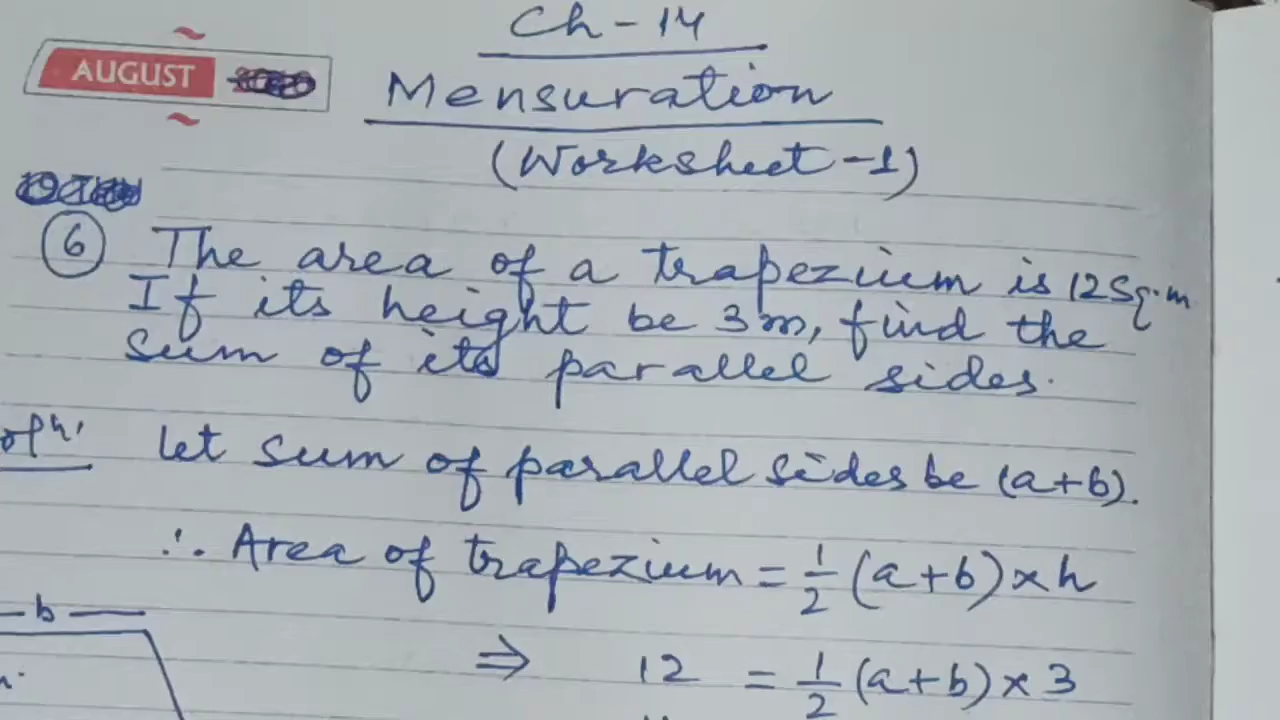 Ch-14
AUGUST
Mensuration
(Worksheet-1)
6 The area of a trapezium is 12 Sq.m
If its height be 3m, find the
sum of its parallel sides.
let sum of parallel sides be (a+b).
∴ Area of trapezium = 1/2 (a+b)×h
b
⇒ 12 = 1/2 (a+b)×3